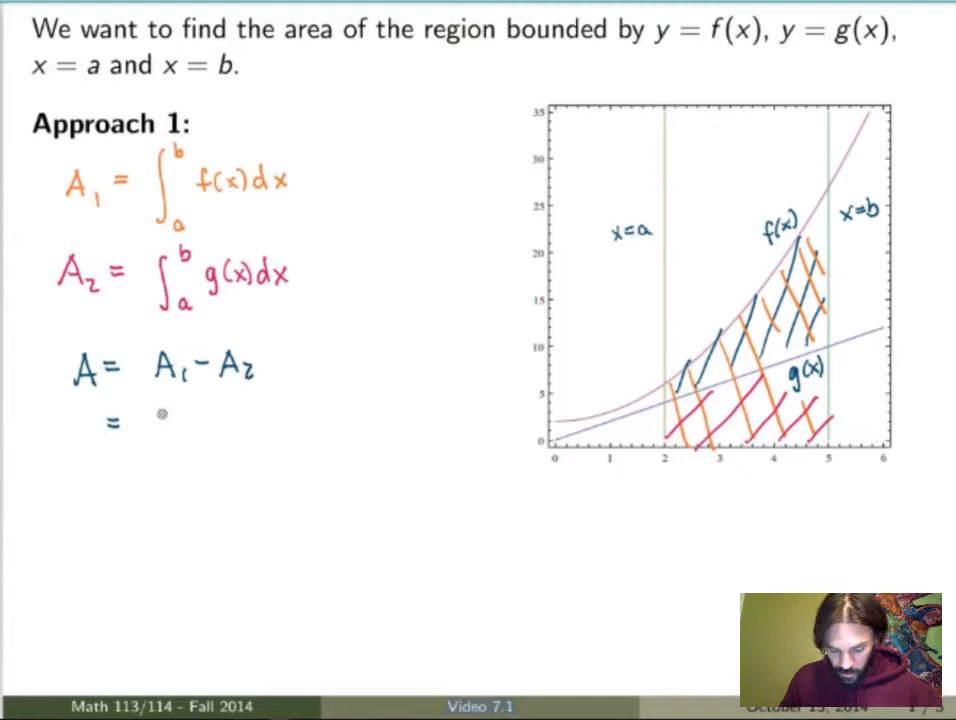 We want to find the area of the region bounded by y = f(x), y = g(x),
x = a and x = b.
Approach 1:
A₁ = ∫ₐᵇ f(x)dx
A₂ = ∫ₐᵇ g(x)dx
A = A₁ - A₂
=
35
30
25
20
15
10
5
0
0 1 2 3 4 5 6
x=a
f(x)
x=b
g(x)
Math 113/114 - Fall 2014 Video 7.1